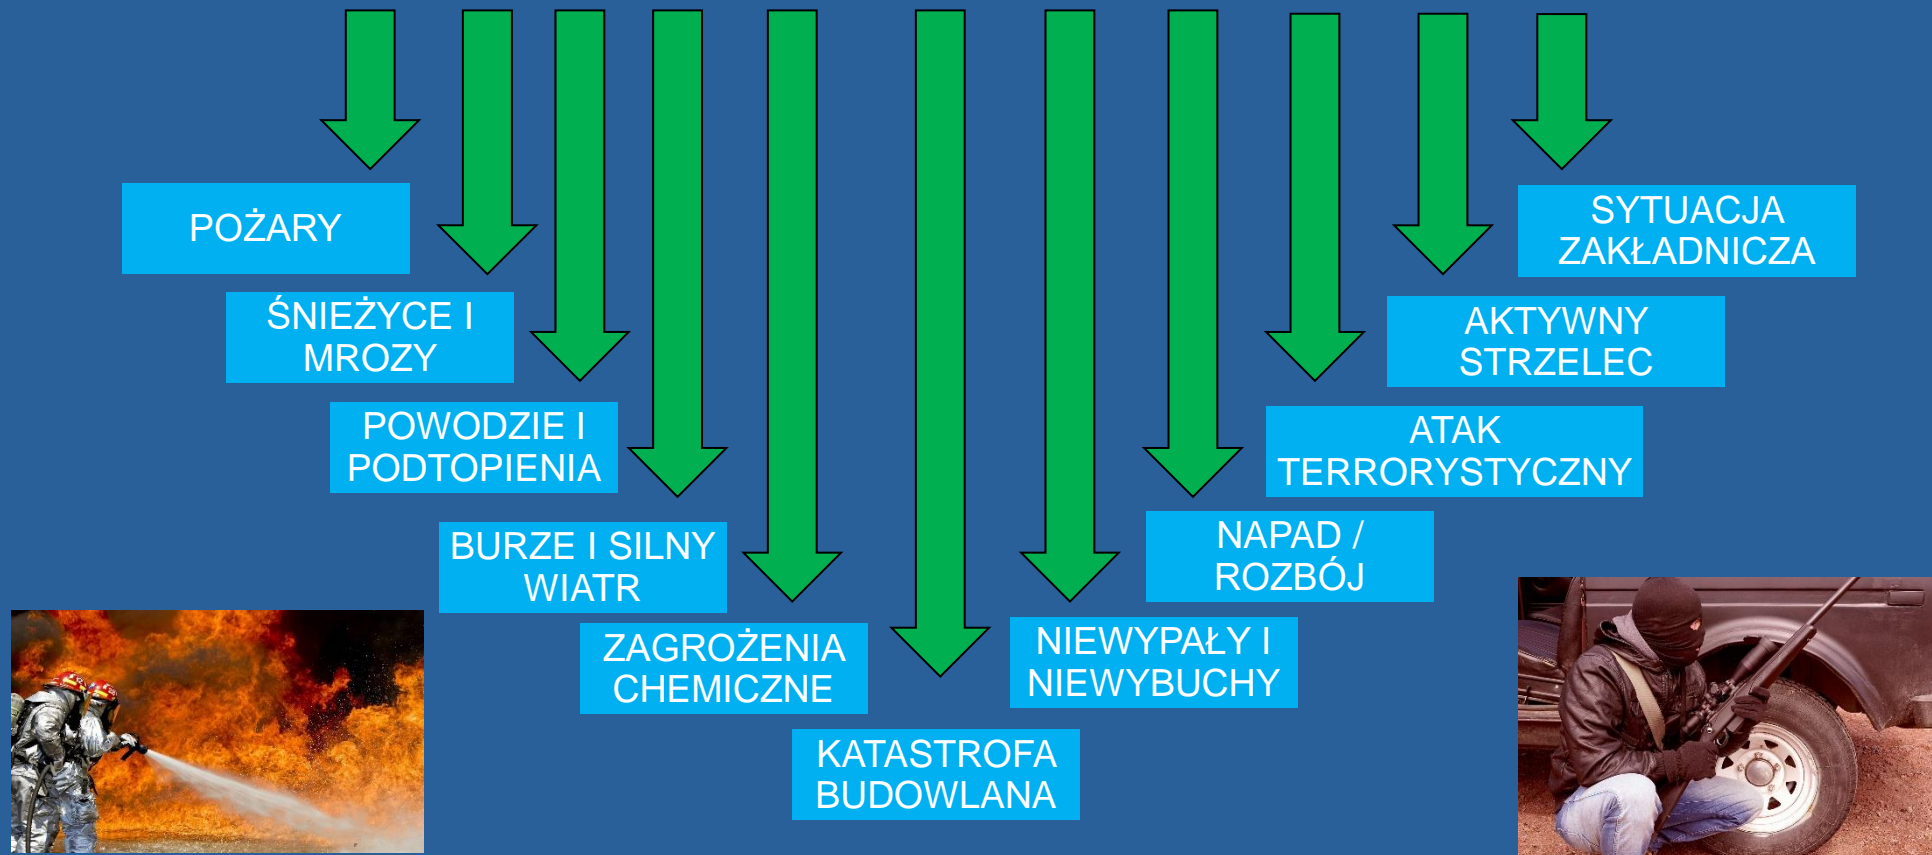 POŻARY
ŚNIEŻYCE I
MROZY
POWODZIE I
PODTOPIENIA
BURZE I SILNY
WIATR
ZAGROŻENIA
CHEMICZNE
KATASTROFA
BUDOWLANA
NIEWYPAŁY I
NIEWYBUCHY
NAPAD /
ROZBÓJ
ATAK
TERRORYSTYCZNY
AKTYWNY
STRZELEC
SYTUACJA
ZAKŁADNICZA